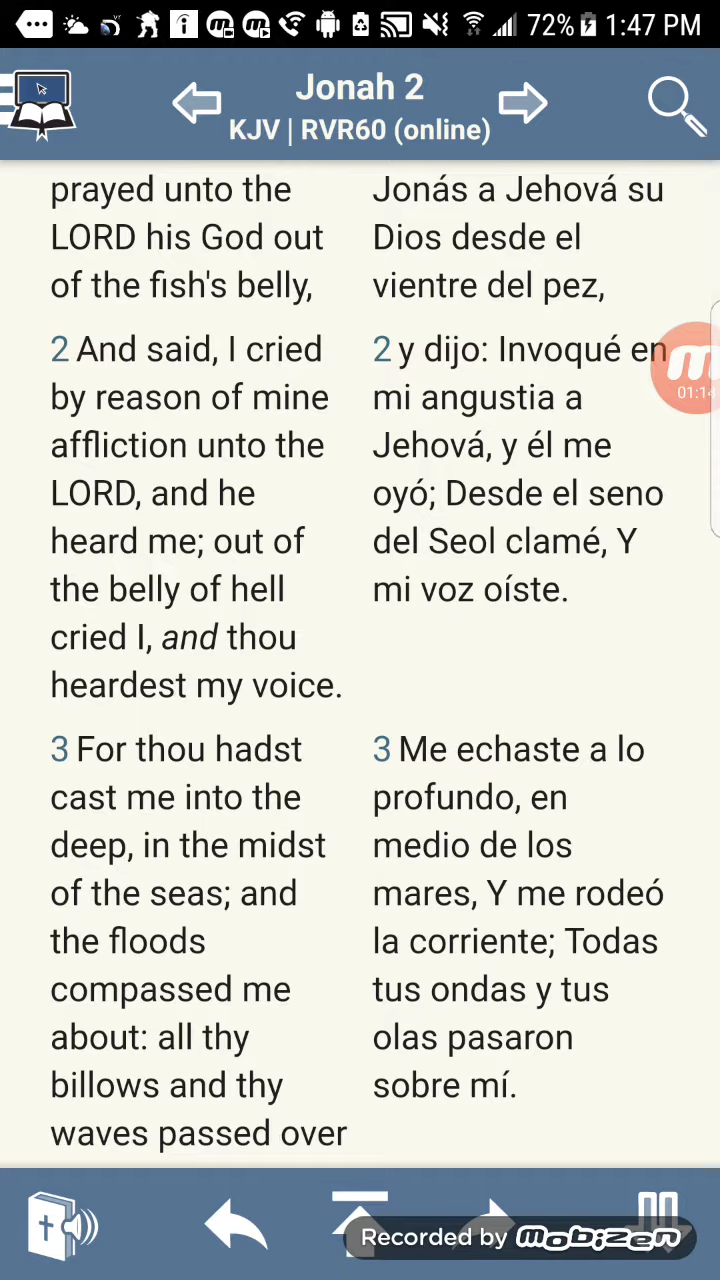 72% 1:47 PM
Jonah 2
KJV | RVR60 (online)
prayed unto the
LORD his God out
of the fish's belly,
2 And said, I cried
by reason of mine
affliction unto the
LORD, and he
heard me; out of
the belly of hell
cried I, and thou
heardest my voice.
3 For thou hadst
cast me into the
deep, in the midst
of the seas; and
the floods
compassed me
about: all thy
billows and thy
waves passed over
Jonás a Jehová su
Dios desde el
vientre del pez,
2 y dijo: Invoqué en
mi angustia a
Jehová, y él me
oyó; Desde el seno
del Seol clamé, Y
mi voz oíste.
3 Me echaste a lo
profundo, en
medio de los
mares, Y me rodeó
la corriente; Todas
tus ondas y tus
olas pasaron
sobre mí.
m
01:14
Recorded by mobizen